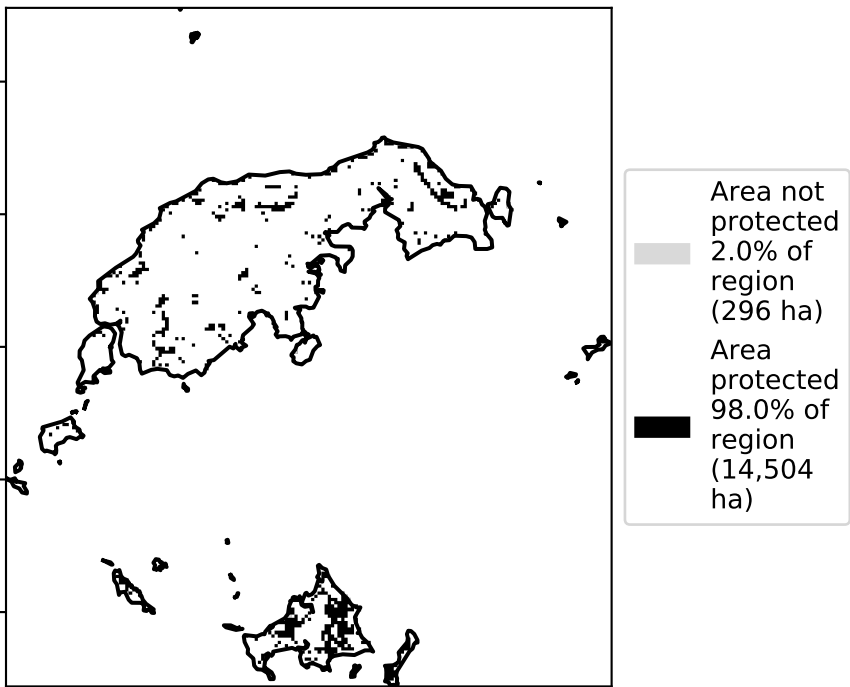 Area not
protected
2.0% of
region
(296 ha)
Area
protected
98.0% of
region
(14,504
ha)